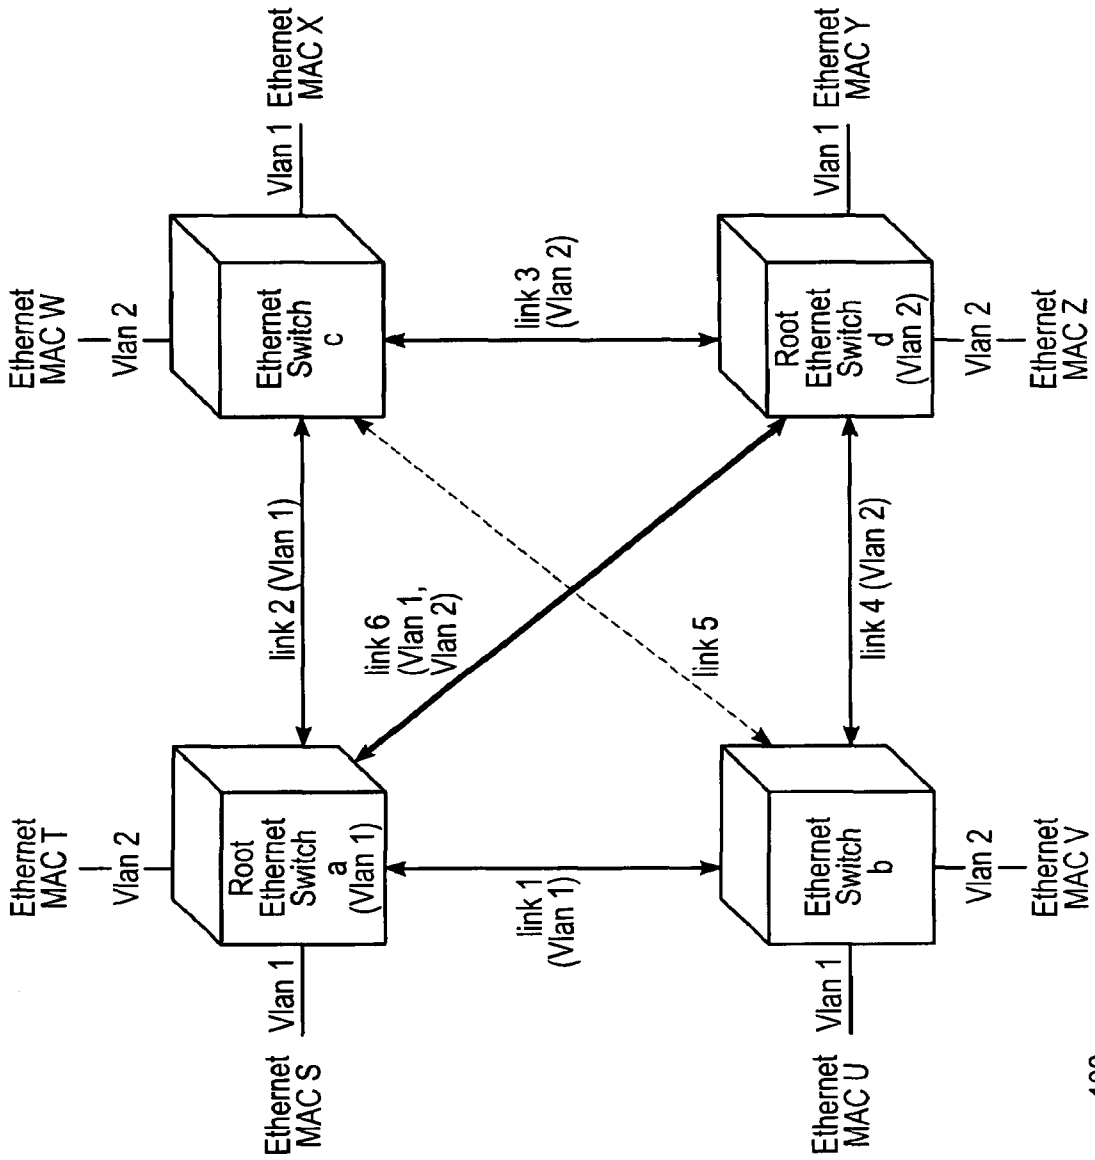 Ethernet
MAC T
Vlan 2
Ethernet
MAC W
Vlan 2
Ethernet
MAC S
Vlan 1
Root
Ethernet
Switch
a
(Vlan 1)
link 2 (Vlan 1)
Ethernet
Switch
c
Vlan 1
Ethernet
MAC X
link 6
(Vlan 1,
Vlan 2)
link 1
(Vlan 1)
link 3
(Vlan 2)
link 5
Ethernet
MAC U
Vlan 1
Ethernet
Switch
b
link 4 (Vlan 2)
Root
Ethernet
Switch
d
(Vlan 2)
Vlan 1
Ethernet
MAC Y
Vlan 2
Ethernet
MAC V
Vlan 2
Ethernet
MAC Z